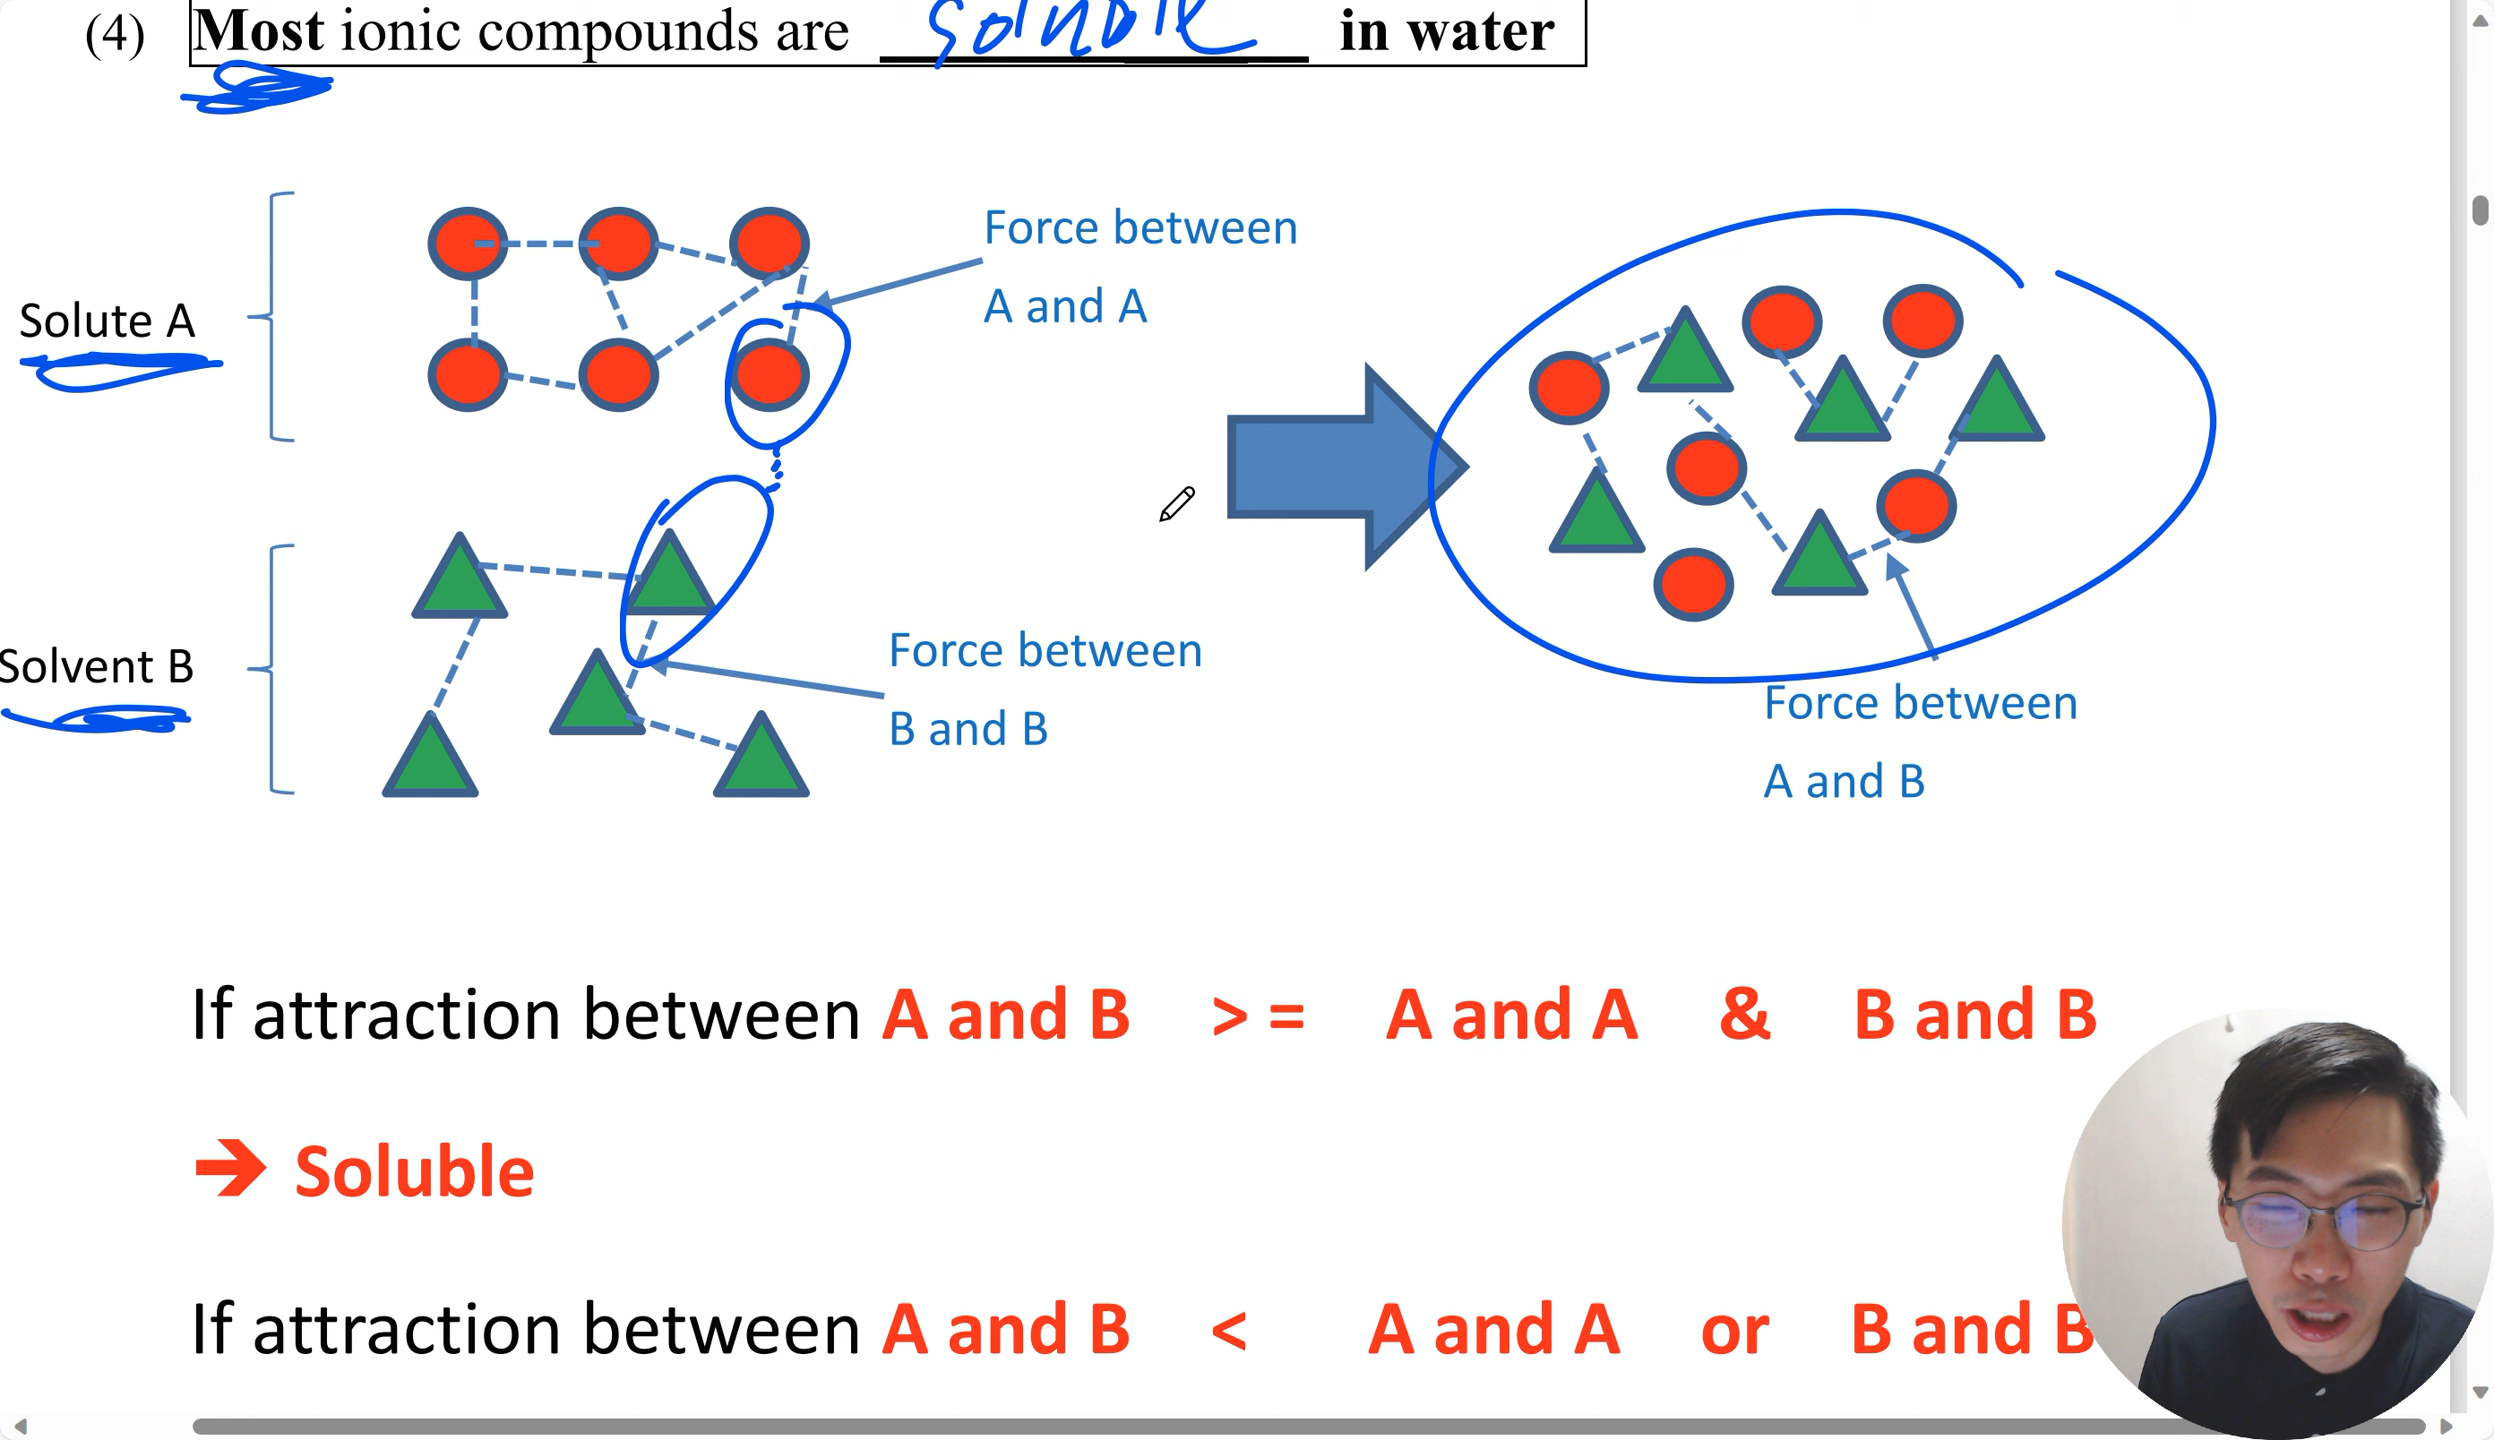 (4) Most ionic compounds are soluble in water
Force between
A and A
Solute A
Force between
B and B
Solvent B
Force between
A and B
If attraction between A and B >= A and A & B and B
➔ Soluble
If attraction between A and B < A and A or B and B